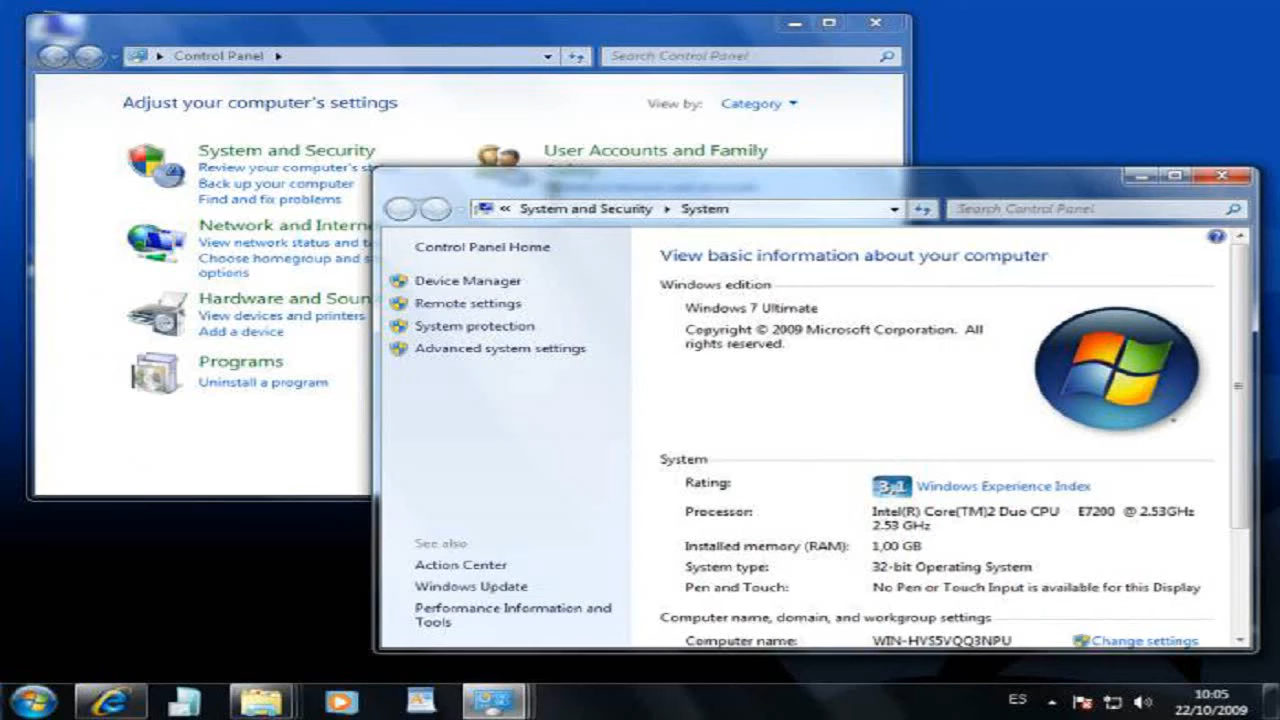 Control Panel
Search Control Panel
Adjust your computer's settings
View by: Category
System and Security
Review your computer's
Back up your computer
Find and fix problems
Network and
View network status and
Choose homegroup and
options
Hardware and
View devices and printers
Add a device
Programs
Uninstall a program
User Accounts and Family
« System and Security System
Search Control Panel
Control Panel Home
Device Manager
Remote settings
System protection
Advanced system settings
See also
Action Center
Windows Update
Performance Information and
Tools
View basic information about your computer
Windows edition
Windows 7 Ultimate
Copyright © 2009 Microsoft Corporation. All
rights reserved.
System
Rating: 3,1 Windows Experience Index
Processor: Intel(R) Core(TM)2 Duo CPU E7200 @ 2.53GHz
2.53 GHz
Installed memory (RAM): 1,00 GB
System type: 32-bit Operating System
Pen and Touch: No Pen or Touch Input is available for this Display
Computer name, domain, and workgroup settings
Computer name: WIN-HVS5VQQ3NPU Change settings
ES
10:05
22/10/2009